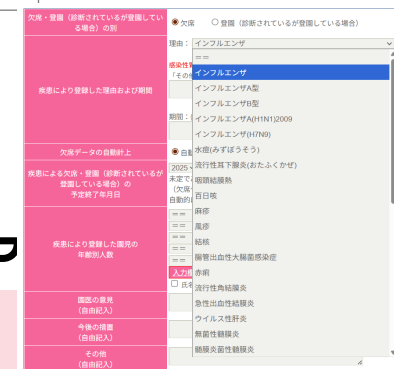 欠席・登園（診断されているが登園してい
る場合）の別
欠席 登園（診断されているが登園している場合）
疾患により登録した理由および期間
理由： インフルエンザ
==
インフルエンザ
インフルエンザA型
インフルエンザB型
インフルエンザA(H1N1)2009
インフルエンザ(H7N9)
水痘(みずぼうそう)
流行性耳下腺炎(おたふくかぜ)
咽頭結膜熱
百日咳
麻疹
風疹
結核
腸管出血性大腸菌感染症
赤痢
流行性角結膜炎
急性出血性結膜炎
ウイルス性肝炎
無菌性髄膜炎
髄膜炎菌性髄膜炎
感染性
「その他
期間：
欠席データの自動計上
自動
疾患による欠席・登園（診断されているが
登園している場合）の
予定終了年月日
2025
未定で
（欠席
自動的
疾患により登録した園児の
年齢別人数
==
==
==
==
==
入力
氏名
園医の意見
（自由記入）
今後の措置
（自由記入）
その他
（自由記入）